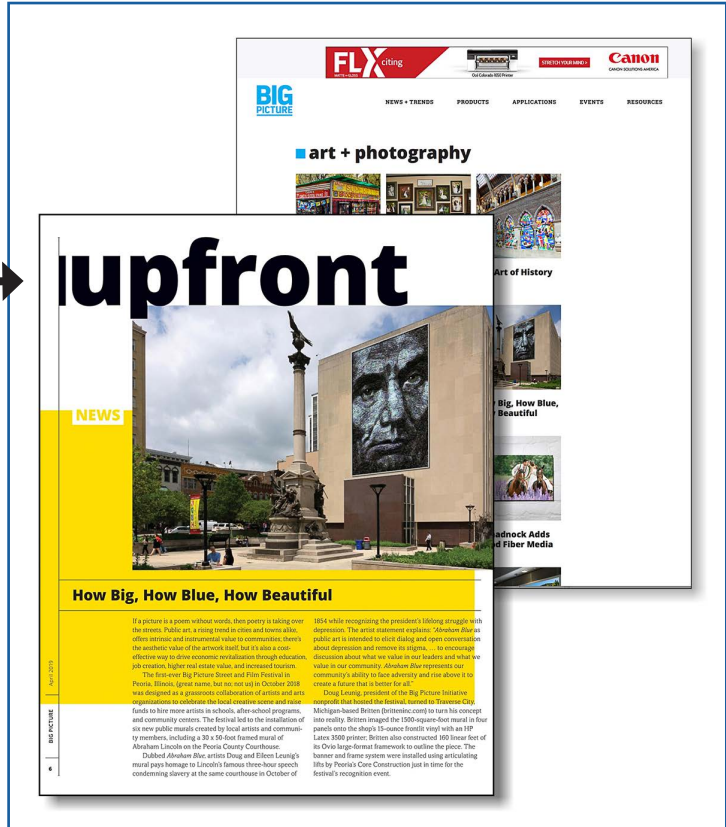 FLX citing
MATTE + GLOSS
Océ Colorado 1650 Printer
STRETCH YOUR MIND >
Canon
CANON SOLUTIONS AMERICA
BIG
PICTURE
NEWS + TRENDS
PRODUCTS
APPLICATIONS
EVENTS
RESOURCES
art + photography
Art of History
Big, How Blue,
Beautiful
adnock Adds
d Fiber Media
upfront
NEWS
How Big, How Blue, How Beautiful
If a picture is a poem without words, then poetry is taking over
the streets. Public art, a rising trend in cities and towns alike,
offers intrinsic and instrumental value to communities; there's
the aesthetic value of the artwork itself, but it's also a cost-
effective way to drive economic revitalization through education,
job creation, higher real estate value, and increased tourism.
The first-ever Big Picture Street and Film Festival in
Peoria, Illinois, (great name, but no; not us) in October 2018
was designed as a grassroots collaboration of artists and arts
organizations to celebrate the local creative scene and raise
funds to hire more artists in schools, after-school programs,
and community centers. The festival led to the installation of
six new public murals created by local artists and communi-
ty members, including a 30 x 50-foot framed mural of
Abraham Lincoln on the Peoria County Courthouse.
Dubbed Abraham Blue, artists Doug and Eileen Leunig's
mural pays homage to Lincoln's famous three-hour speech
condemning slavery at the same courthouse in October of
1854 while recognizing the president's lifelong struggle with
depression. The artist statement explains: "Abraham Blue as
public art is intended to elicit dialog and open conversation
about depression and remove its stigma, … to encourage
discussion about what we value in our leaders and what we
value in our community. Abraham Blue represents our
community's ability to face adversity and rise above it to
create a future that is better for all."
Doug Leunig, president of the Big Picture Initiative
nonprofit that hosted the festival, turned to Traverse City,
Michigan-based Britten (britteninc.com) to turn his concept
into reality. Britten imaged the 1500-square-foot mural in four
panels onto the shop's 15-ounce frontlit vinyl with an HP
Latex 3500 printer; Britten also constructed 160 linear feet of
its Ovio large-format framework to outline the piece. The
banner and frame system were installed using articulating
lifts by Peoria's Core Construction just in time for the
festival's recognition event.
April 2019
BIG PICTURE
6